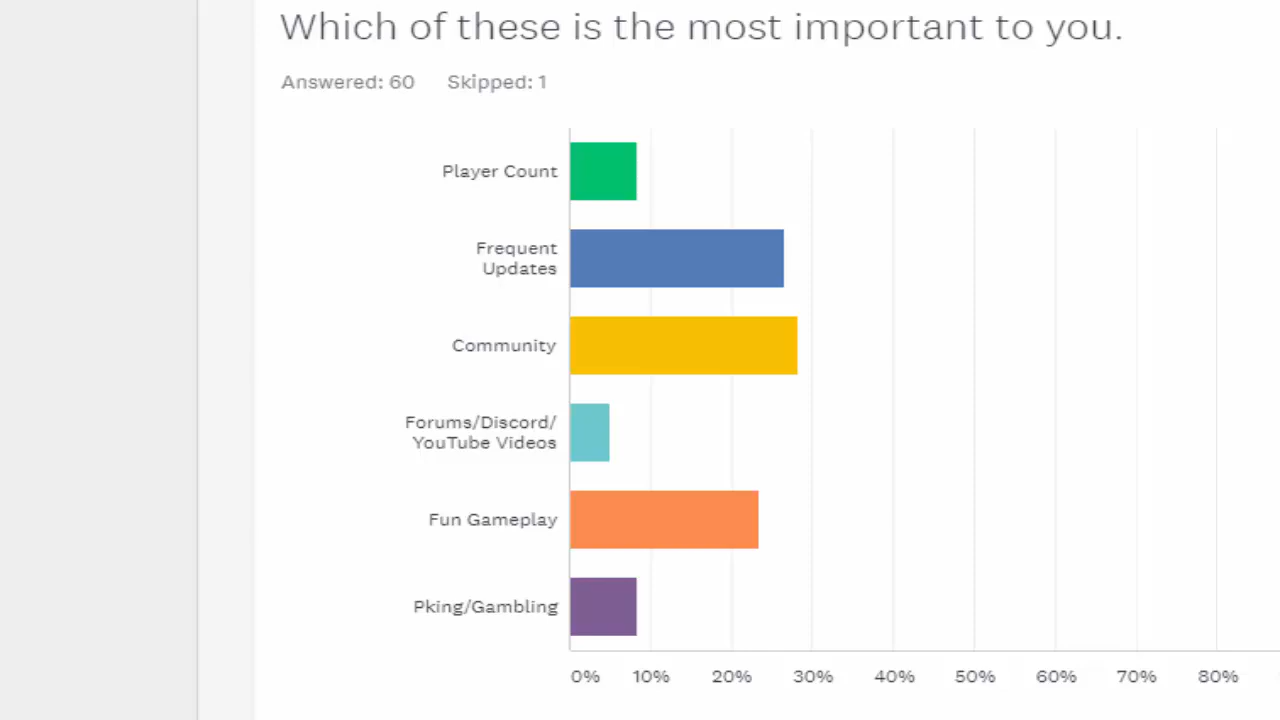 Which of these is the most important to you.
Answered: 60 Skipped: 1
Player Count
Frequent
Updates
Community
Forums/Discord/
YouTube Videos
Fun Gameplay
Pking/Gambling
0% 10% 20% 30% 40% 50% 60% 70% 80%